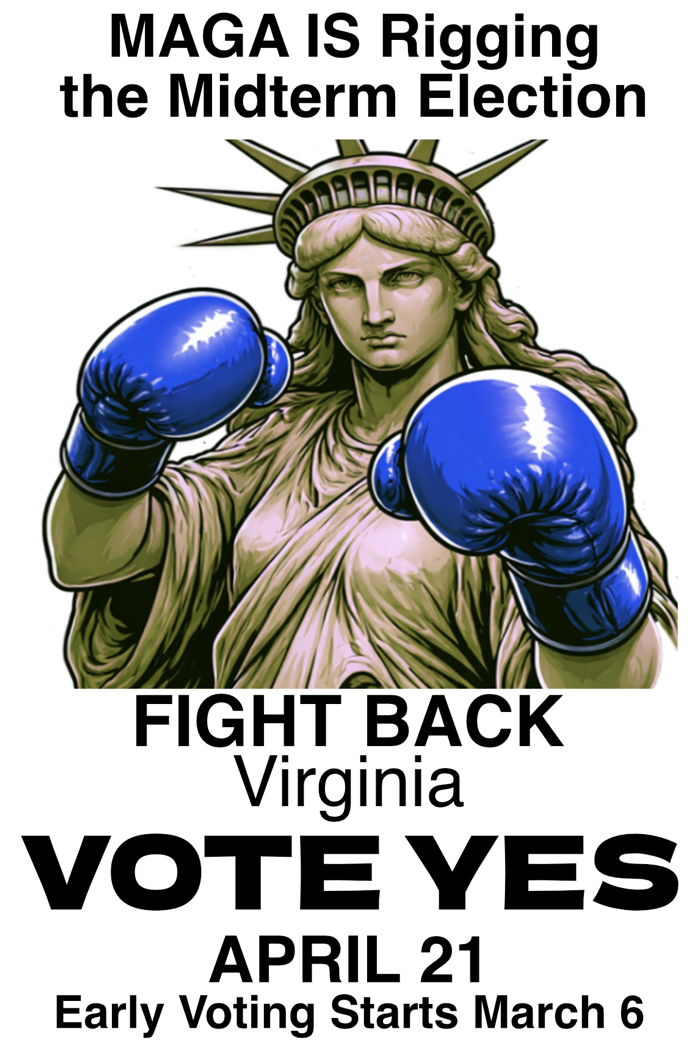 MAGA IS Rigging
the Midterm Election
FIGHT BACK
Virginia
VOTE YES
APRIL 21
Early Voting Starts March 6